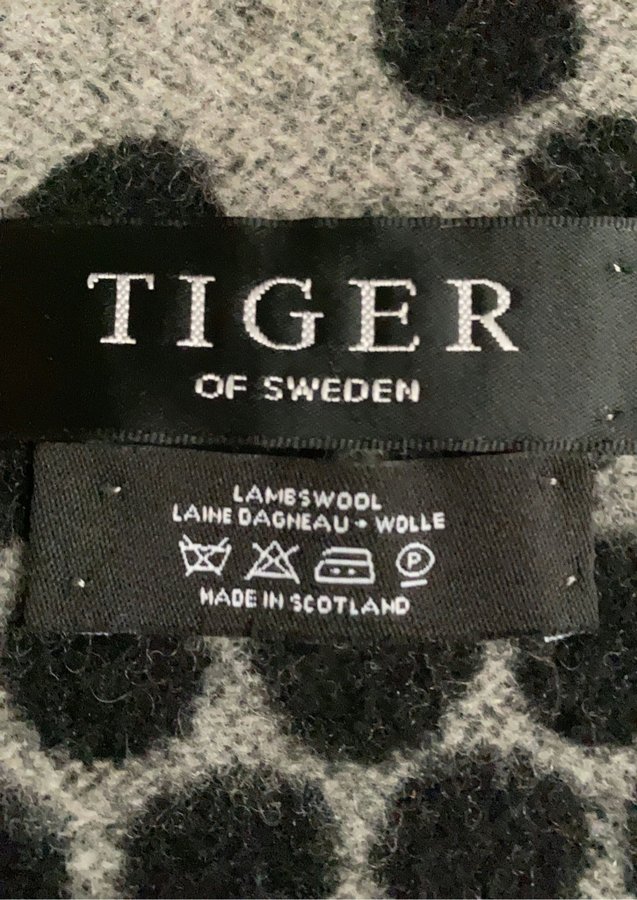 TIGER
OF SWEDEN
LAMBSWOOL
LAINE DAGNEAU • WOLLE
P
MADE IN SCOTLAND